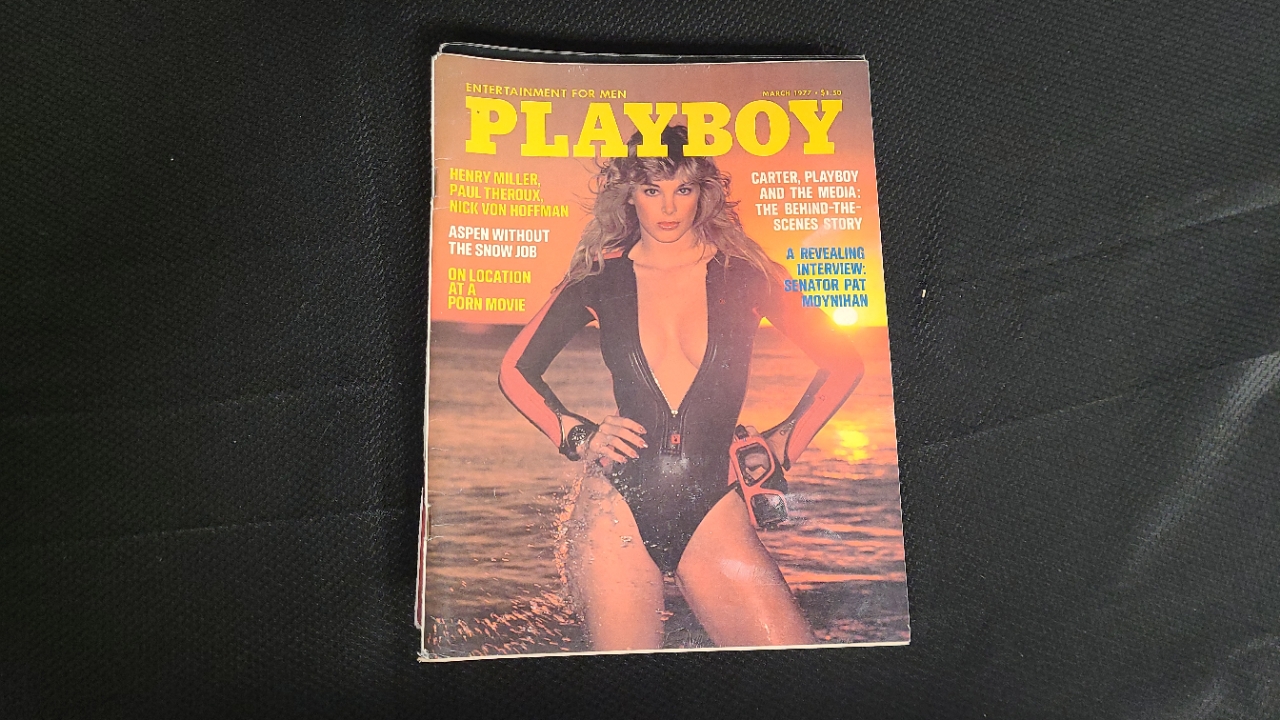 ENTERTAINMENT FOR MEN
MARCH 1977 • $1.50
PLAYBOY
HENRY MILLER,
PAUL THEROUX,
NICK VON HOFFMAN
ASPEN WITHOUT
THE SNOW JOB
ON LOCATION
AT A
PORN MOVIE
CARTER, PLAYBOY
AND THE MEDIA:
THE BEHIND-THE-
SCENES STORY
A REVEALING
INTERVIEW:
SENATOR PAT
MOYNIHAN